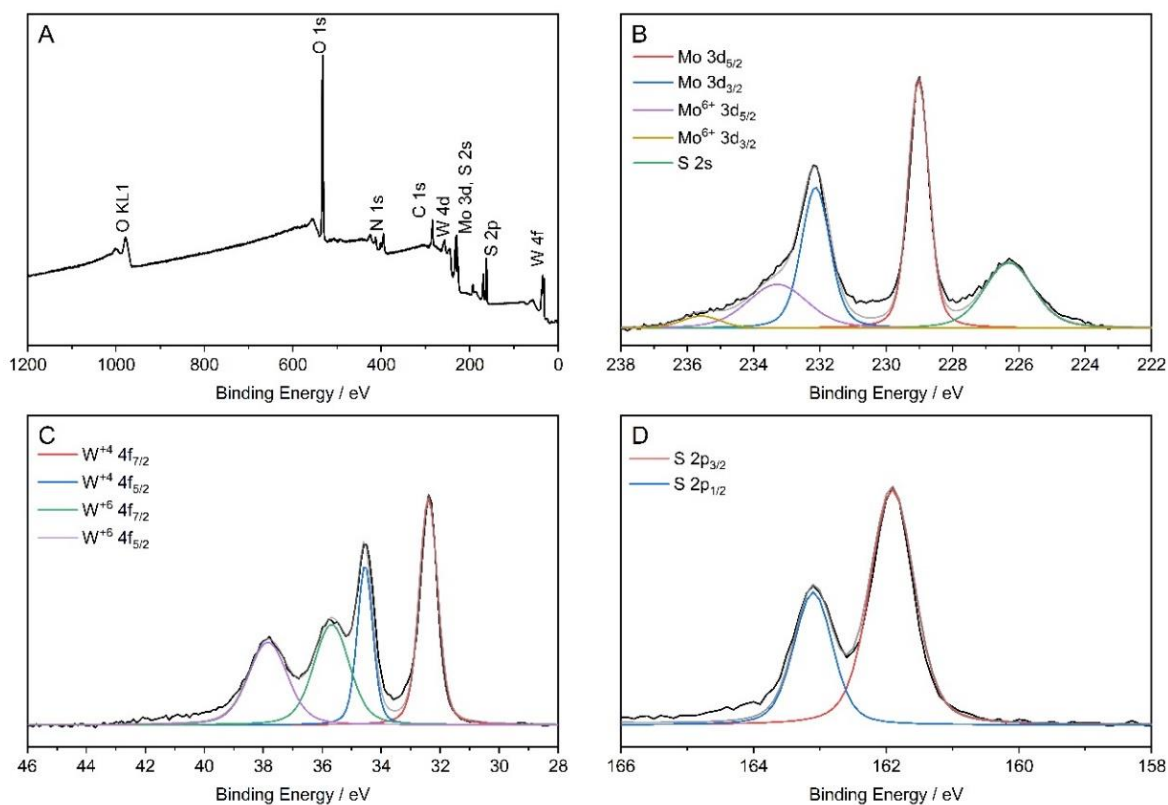 A
O KL1
O 1s
N 1s
C 1s
W 4d
Mo 3d, S 2s
S 2p
W 4f
1200 1000 800 600 400 200 0
Binding Energy / eV
B
Mo 3d₅/₂
Mo 3d₃/₂
Mo⁶⁺ 3d₅/₂
Mo⁶⁺ 3d₃/₂
S 2s
238 236 234 232 230 228 226 224 222
Binding Energy / eV
C
W⁺⁴ 4f₇/₂
W⁺⁴ 4f₅/₂
W⁺⁶ 4f₇/₂
W⁺⁶ 4f₅/₂
46 44 42 40 38 36 34 32 30 28
Binding Energy / eV
D
S 2p₃/₂
S 2p₁/₂
166 164 162 160 158
Binding Energy / eV